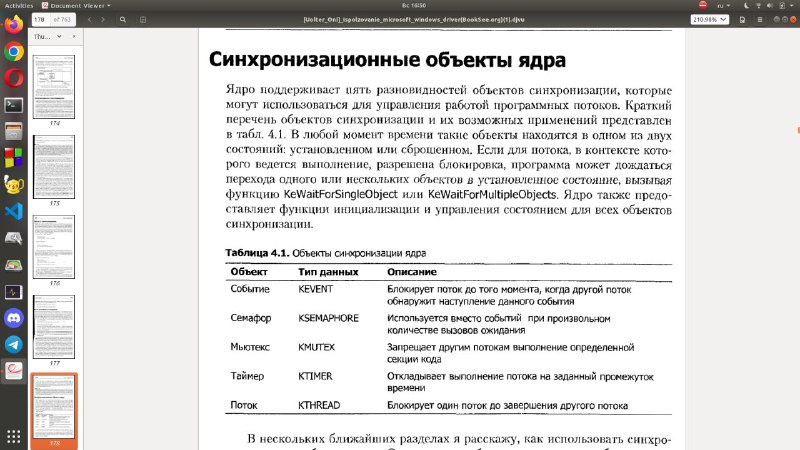 Activities
Document Viewer
Вс 16:50
ru
178
of 763
[Uolter_Oni]_Ispolzovanie_microsoft_windows_driver(BookSee.org)(1).djvu
210.98%
Thu...
174
175
176
177
178
Синхронизационные объекты ядра
Ядро поддерживает пять разновидностей объектов синхронизации, которые
могут использоваться для управления работой программных потоков. Краткий
перечень объектов синхронизации и их возможных применений представлен
в табл. 4.1. В любой момент времени такие объекты находятся в одном из двух
состояний: установленном или сброшенном. Если для потока, в контексте кото-
рого ведется выполнение, разрешена блокировка, программа может дождаться
перехода одного или нескольких объектов в установленное состояние, вызывая
функцию KeWaitForSingleObject или KeWaitForMultipleObjects. Ядро также предо-
ставляет функции инициализации и управления состоянием для всех объектов
синхронизации.
Таблица 4.1. Объекты синхронизации ядра
Объект Тип данных Описание
Событие KEVENT Блокирует поток до того момента, когда другой поток
обнаружит наступление данного события
Семафор KSEMAPHORE Используется вместо событий при произвольном
количестве вызовов ожидания
Мьютекс KMUTEX Запрещает другим потокам выполнение определенной
секции кода
Таймер KTIMER Откладывает выполнение потока на заданный промежуток
времени
Поток KTHREAD Блокирует один поток до завершения другого потока
В нескольких ближайших разделах я расскажу, как использовать синхро-